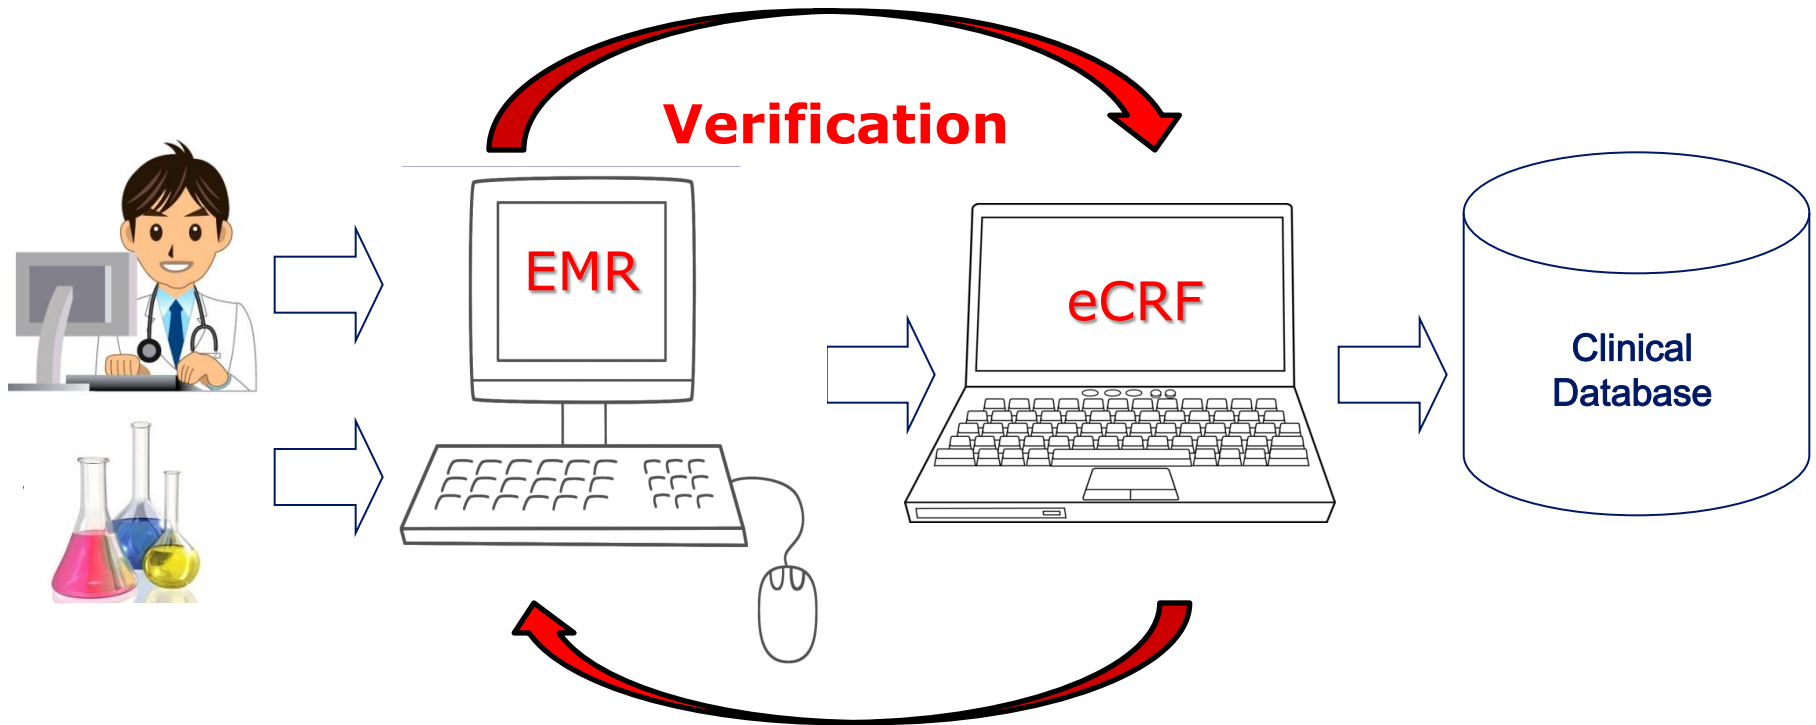 Verification
EMR
eCRF
Clinical
Database